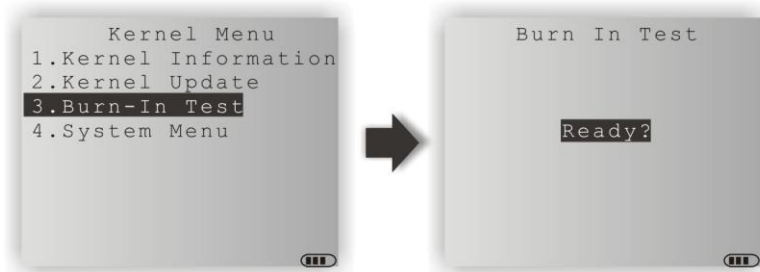 Kernel Menu
1.Kernel Information
2.Kernel Update
3.Burn-In Test
4.System Menu
Burn In Test
Ready?